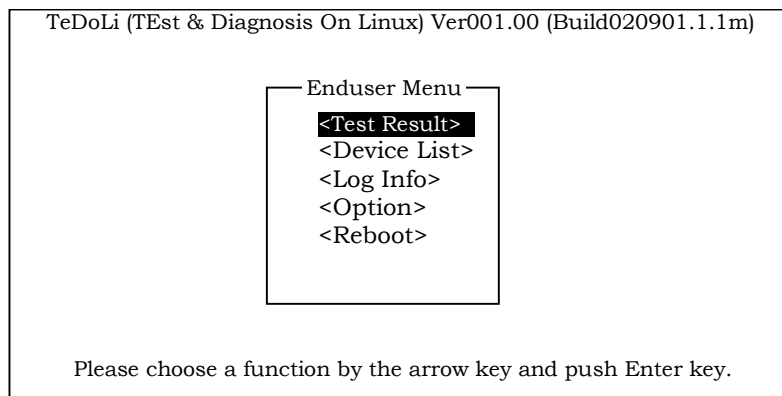 TeDoLi (TEst & Diagnosis On Linux) Ver001.00 (Build020901.1.1m)
Enduser Menu
<Test Result>
<Device List>
<Log Info>
<Option>
<Reboot>
Please choose a function by the arrow key and push Enter key.